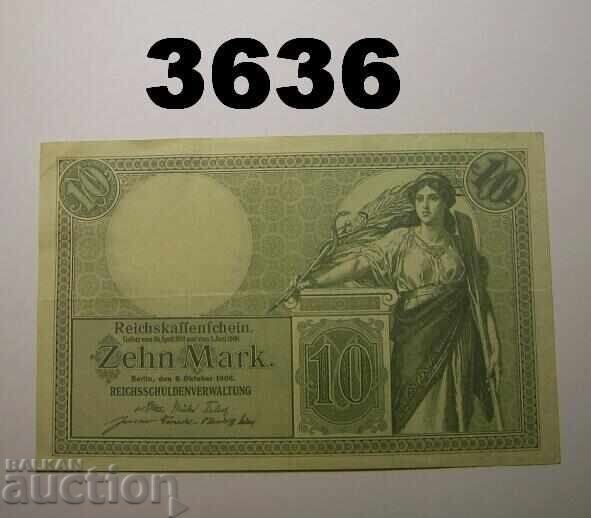 3636
10 10
Reichskassenschein.
Zehn Mark.
Berlin, den 6. Oktober 1906.
REICHSSCHULDENVERWALTUNG
10
BALKAN
auction